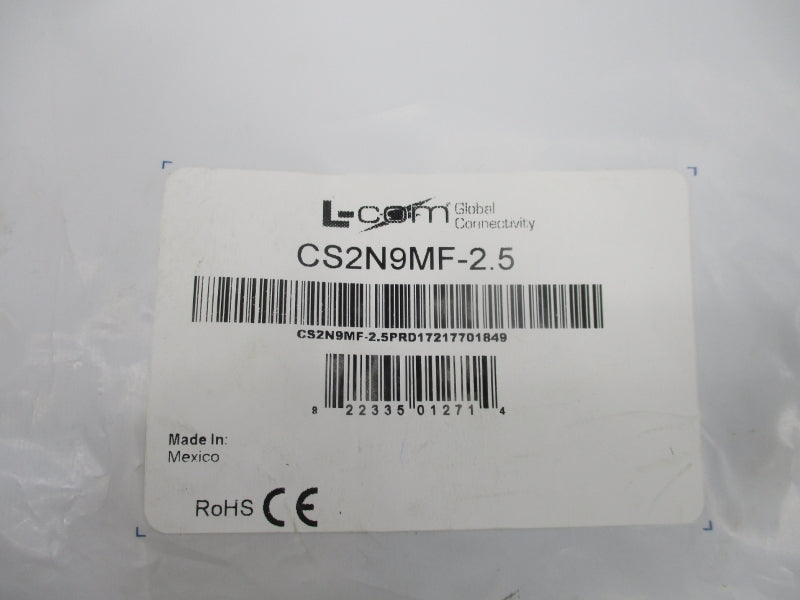 L-com Global
Connectivity
CS2N9MF-2.5
CS2N9MF-2.5PRD17217701849
8 22335 01271 4
Made In:
Mexico
RoHS CE